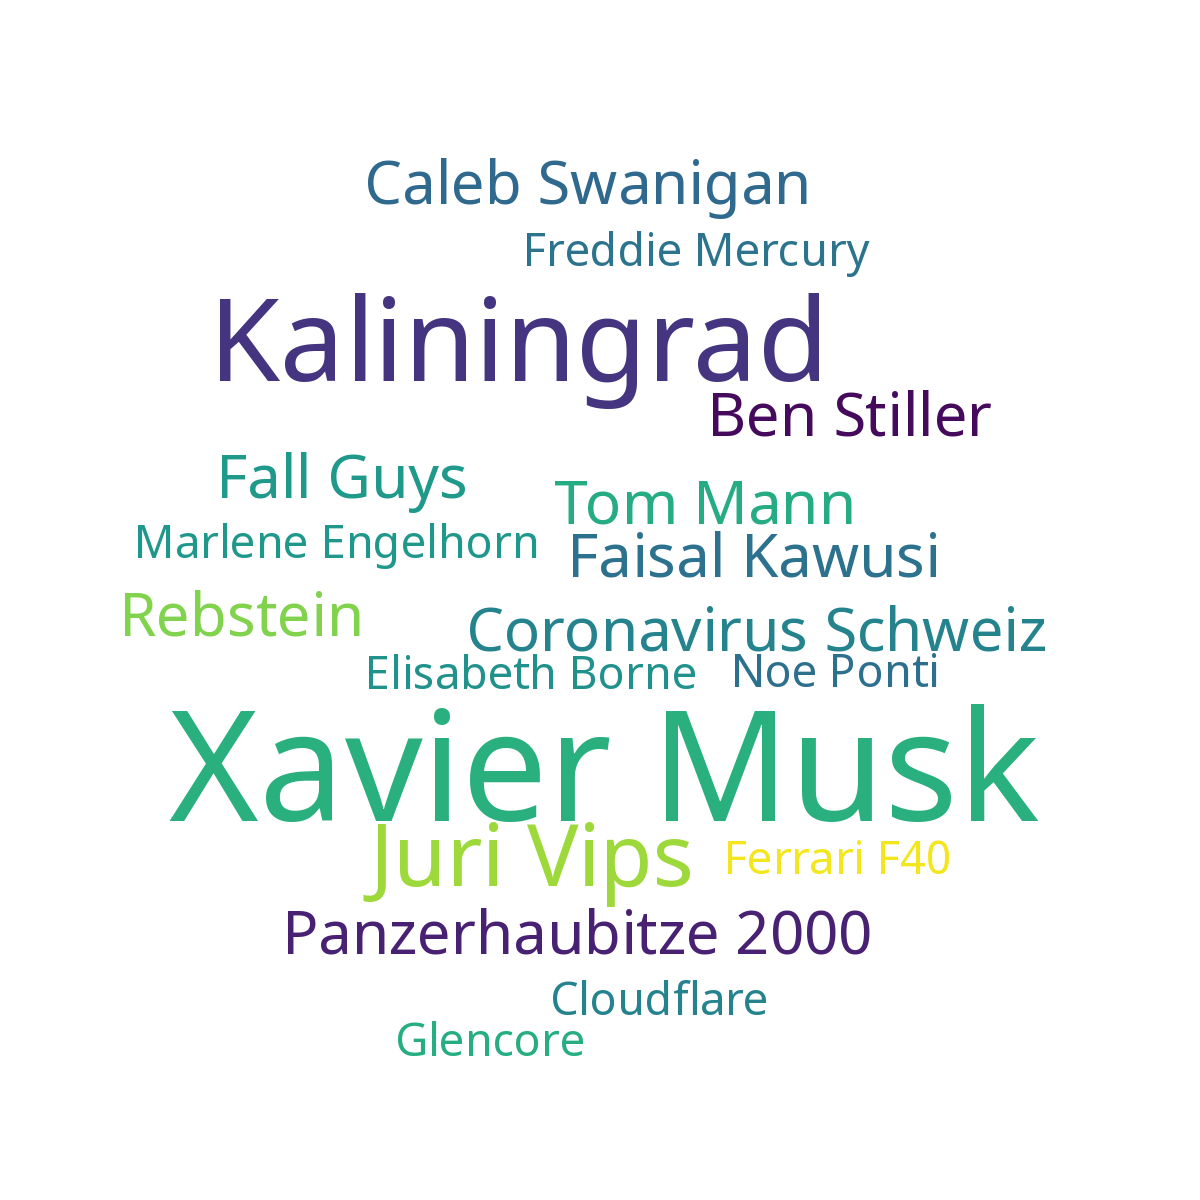 Caleb Swanigan
Freddie Mercury
Kaliningrad
Ben Stiller
Fall Guys
Tom Mann
Marlene Engelhorn
Faisal Kawusi
Rebstein
Coronavirus Schweiz
Elisabeth Borne
Noe Ponti
Xavier Musk
Juri Vips
Ferrari F40
Panzerhaubitze 2000
Cloudflare
Glencore